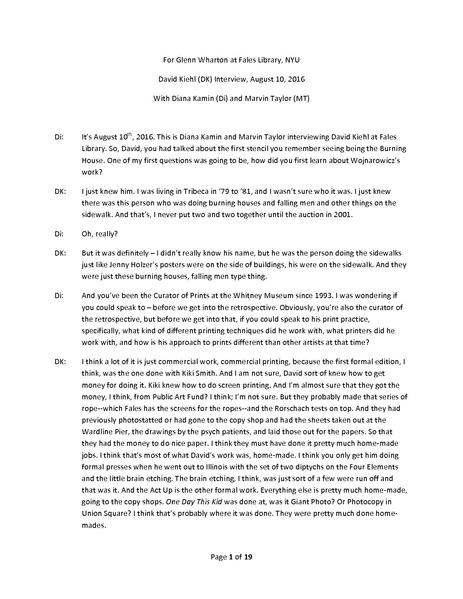 For Glenn Wharton at Fales Library, NYU
David Kiehl (DK) Interview, August 10, 2016
With Diana Kamin (Di) and Marvin Taylor (MT)
Di: It's August 10th, 2016. This is Diana Kamin and Marvin Taylor interviewing David Kiehl at Fales
Library. So, David, you had talked about the first stencil you remember seeing being the Burning
House. One of my first questions was going to be, how did you first learn about Wojnarowicz's
work?
DK: I just knew him. I was living in Tribeca in '79 to '81, and I wasn't sure who it was. I just knew
there was this person who was doing burning houses and falling men and other things on the
sidewalk. And that's, I never put two and two together until the auction in 2001.
Di: Oh, really?
DK: But it was definitely – I didn't really know his name, but he was the person doing the sidewalks
just like Jenny Holzer's posters were on the side of buildings, his were on the sidewalk. And they
were just these burning houses, falling men type thing.
Di: And you've been the Curator of Prints at the Whitney Museum since 1993. I was wondering if
you could speak to – before we get into the retrospective. Obviously, you're also the curator of
the retrospective, but before we get into that, if you could speak to his print practice,
specifically, what kind of different printing techniques did he work with, what printers did he
work with, and how is his approach to prints different than other artists at that time?
DK: I think a lot of it is just commercial work, commercial printing, because the first formal edition, I
think, was the one done with Kiki Smith. And I am not sure, David sort of knew how to get
money for doing it. Kiki knew how to do screen printing. And I'm almost sure that they got the
money, I think, from Public Art Fund? I think; I'm not sure. But they probably made that series of
rope--which Fales has the screens for the ropes--and the Rorschach tests on top. And they had
previously photostatted or had gone to the copy shop and had the sheets taken out at the
Wardline Pier, the drawings by the psych patients, and laid those out for the papers. So that
they had the money to do nice paper. I think they must have done it pretty much home-made
jobs. I think that's most of what David's work was, home-made. I think you only get him doing
formal presses when he went out to Illinois with the set of two diptychs on the Four Elements
and the little brain etching. The brain etching, I think, was just sort of a few were run off and
that was it. And the Act Up is the other formal work. Everything else is pretty much home-made,
going to the copy shops. One Day This Kid was done at, was it Giant Photo? Or Photocopy in
Union Square? I think that's probably where it was done. They were pretty much done home-
mades.
Page 1 of 19